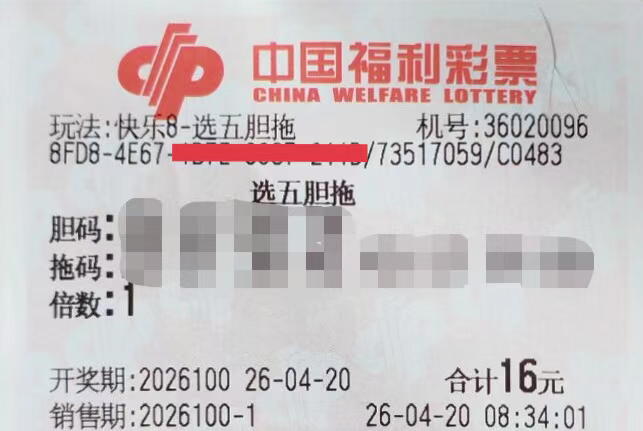 中国福利彩票
CHINA WELFARE LOTTERY
玩法:快乐8-选五胆拖 机号:36020096
8FD8-4E67- /73517059/C0483
选五胆拖
胆码:
拖码:
倍数:1
开奖期:2026100 26-04-20 合计16元
销售期:2026100-1 26-04-20 08:34:01